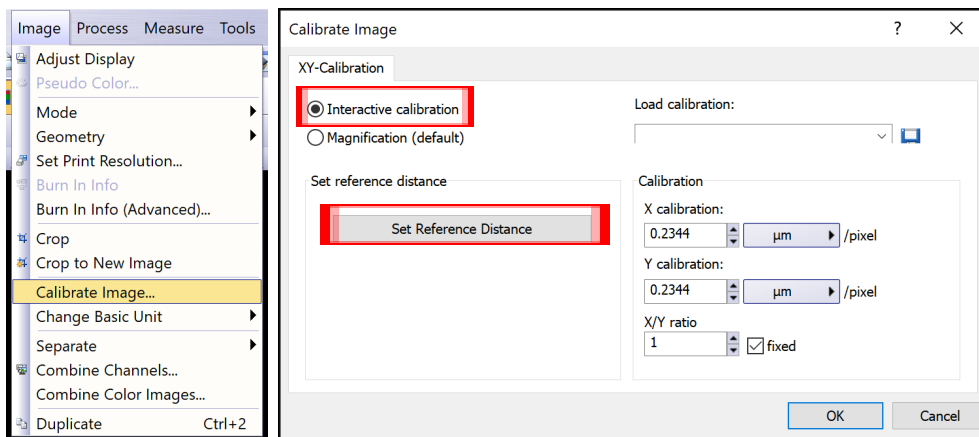 Image Process Measure Tools
Adjust Display
Pseudo Color...
Mode
Geometry
Set Print Resolution...
Burn In Info
Burn In Info (Advanced)...
Crop
Crop to New Image
Calibrate Image...
Change Basic Unit
Separate
Combine Channels...
Combine Color Images...
Duplicate Ctrl+2
Calibrate Image ?
XY-Calibration
Interactive calibration
Magnification (default)
Load calibration:
Set reference distance
Set Reference Distance
Calibration
X calibration:
0.2344 µm /pixel
Y calibration:
0.2344 µm /pixel
X/Y ratio
1 fixed
OK Cancel